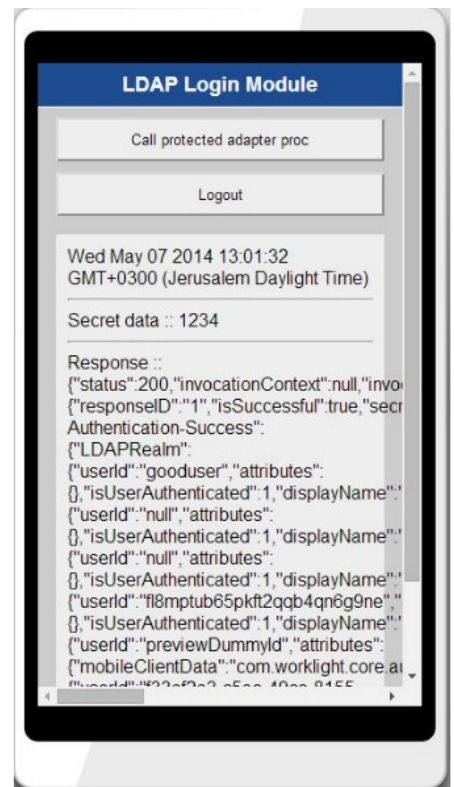 LDAP Login Module
Call protected adapter proc
Logout
Wed May 07 2014 13:01:32
GMT+0300 (Jerusalem Daylight Time)
Secret data :: 1234
Response ::
{"status":200,"invocationContext":null,"invo
{"responseID":"1","isSuccessful":true,"secr
Authentication-Success":
{"LDAPRealm":
{"userId":"gooduser","attributes":
{},"isUserAuthenticated":1,"displayName":"
{"userId":"null","attributes":
{},"isUserAuthenticated":1,"displayName":"
{"userId":"null","attributes":
{},"isUserAuthenticated":1,"displayName":"
{"userId":"fl8mptub65pkft2qqb4qn6g9ne","
{},"isUserAuthenticated":1,"displayName":"
{"userId":"previewDummyId","attributes":
{"mobileClientData":"com.worklight.core.au